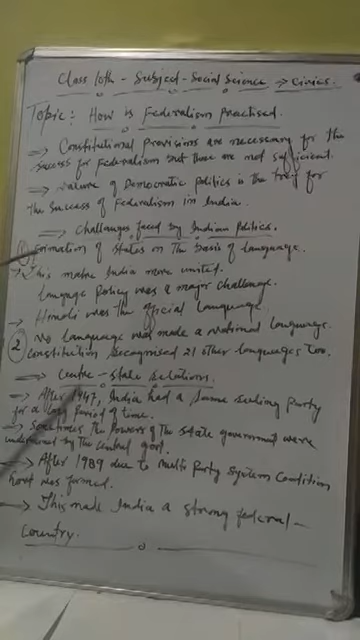 Class 10th - Subject - Social Science → Civics.
Topic: How is Federalism Practised.
⇒ Constitutional Provisions are necessary for the
success for Federalism but these are not sufficient.
⇒ Nature of Democratic Politics is the key for
the success of Federalism in India.
⇒ Challenges faced by Indian Politics.
① Formation of States on the basis of Language.
→ This make India more united.
Language Policy was a major challenge.
→ Hindi was the official language.
No Language was made a National Language.
② Constitution Recognised 21 other languages too.
⇒ Centre - State Relations.
→ After 1947, India had a same ruling Party
for a long Period of time.
→ Sometimes the Powers of the State government were
undermined by the Central govt.
→ After 1989 due to Multi Party System Coalition
Govt was formed.
→ This made India a strong federal
Country.